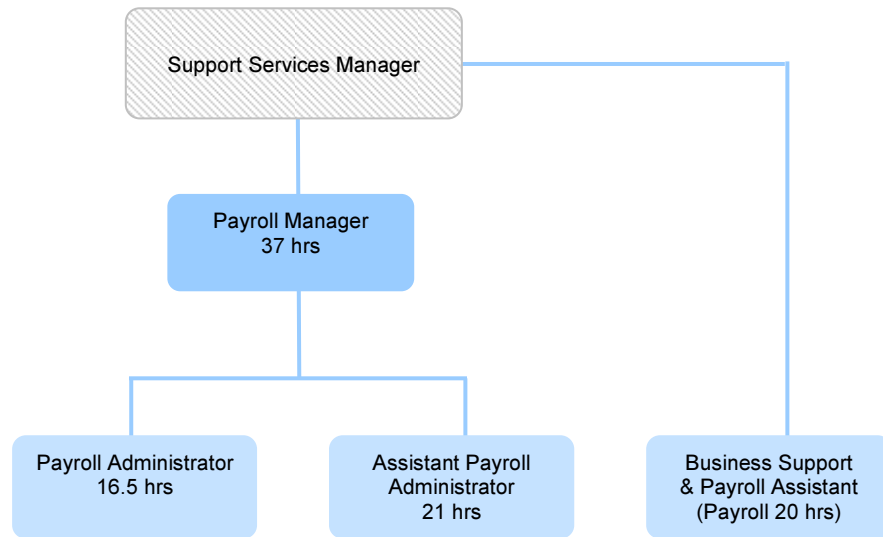 Support Services Manager
Payroll Manager
37 hrs
Payroll Administrator
16.5 hrs
Assistant Payroll
Administrator
21 hrs
Business Support
& Payroll Assistant
(Payroll 20 hrs)